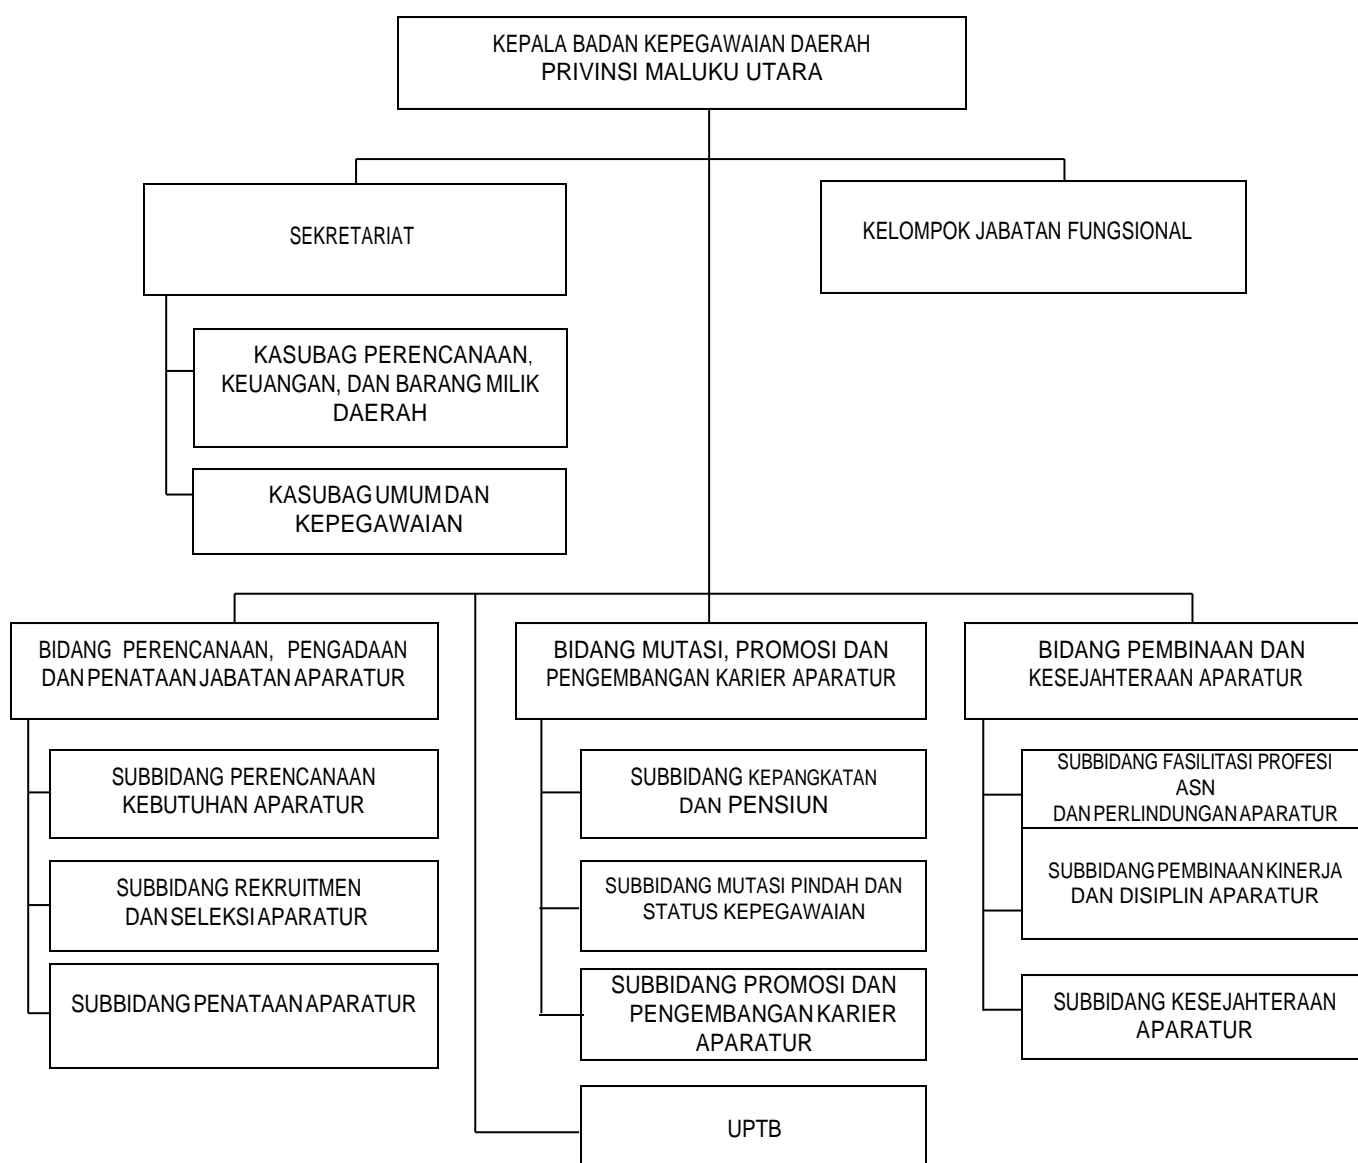 KEPALA BADAN KEPEGAWAIAN DAERAH
PRIVINSI MALUKU UTARA
SEKRETARIAT
KELOMPOK JABATAN FUNGSIONAL
KASUBAG PERENCANAAN,
KEUANGAN, DAN BARANG MILIK
DAERAH
KASUBAG UMUM DAN
KEPEGAWAIAN
BIDANG PERENCANAAN, PENGADAAN
DAN PENATAAN JABATAN APARATUR
SUBBIDANG PERENCANAAN
KEBUTUHAN APARATUR
SUBBIDANG REKRUITMEN
DAN SELEKSI APARATUR
SUBBIDANG PENATAAN APARATUR
BIDANG MUTASI, PROMOSI DAN
PENGEMBANGAN KARIER APARATUR
SUBBIDANG KEPANGKATAN
DAN PENSIUN
SUBBIDANG MUTASI PINDAH DAN
STATUS KEPEGAWAIAN
SUBBIDANG PROMOSI DAN
PENGEMBANGAN KARIER
APARATUR
BIDANG PEMBINAAN DAN
KESEJAHTERAAN APARATUR
SUBBIDANG FASILITASI PROFESI
ASN
DAN PERLINDUNGAN APARATUR
SUBBIDANG PEMBINAAN KINERJA
DAN DISIPLIN APARATUR
SUBBIDANG KESEJAHTERAAN
APARATUR
UPTB